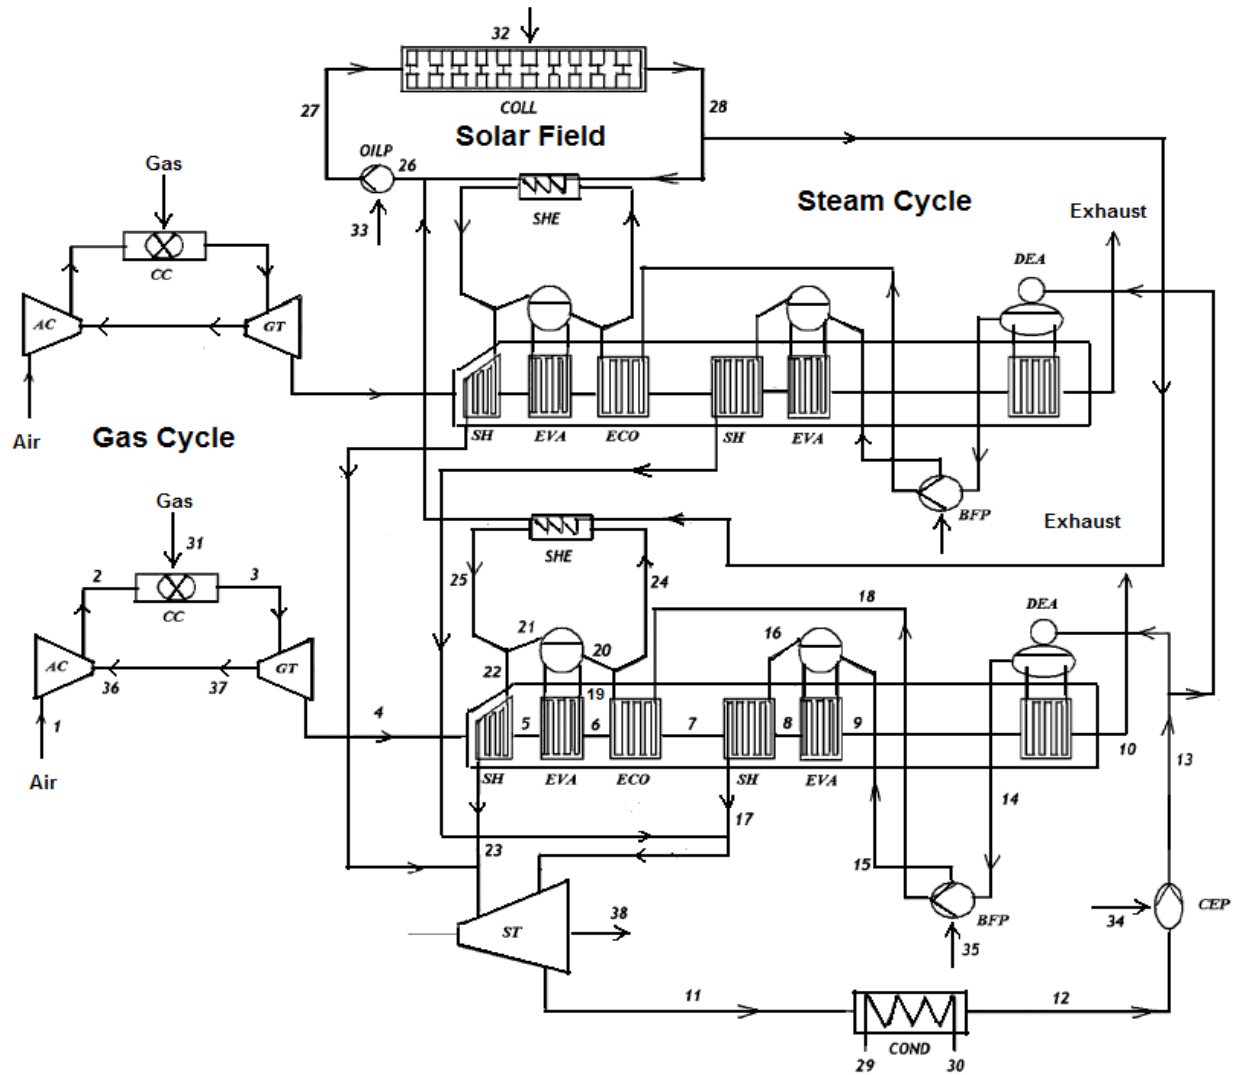 32
27
COLL
28
Solar Field
OILP
26
Gas
SHE
Steam Cycle
Exhaust
33
CC
DEA
AC
GT
Air
Gas Cycle
SH
EVA
ECO
SH
EVA
BFP
Gas
Exhaust
31
SHE
2
3
25
24
CC
18
DEA
21
16
20
AC
GT
22
36
37
19
1
4
5
6
7
8
9
10
Air
SH
EVA
ECO
SH
EVA
13
14
17
23
15
34
CEP
38
ST
BFP
35
11
12
COND
29
30